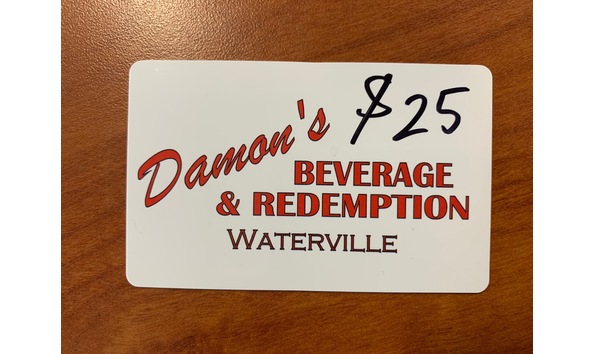 Damon's $25
BEVERAGE
& REDEMPTION
WATERVILLE